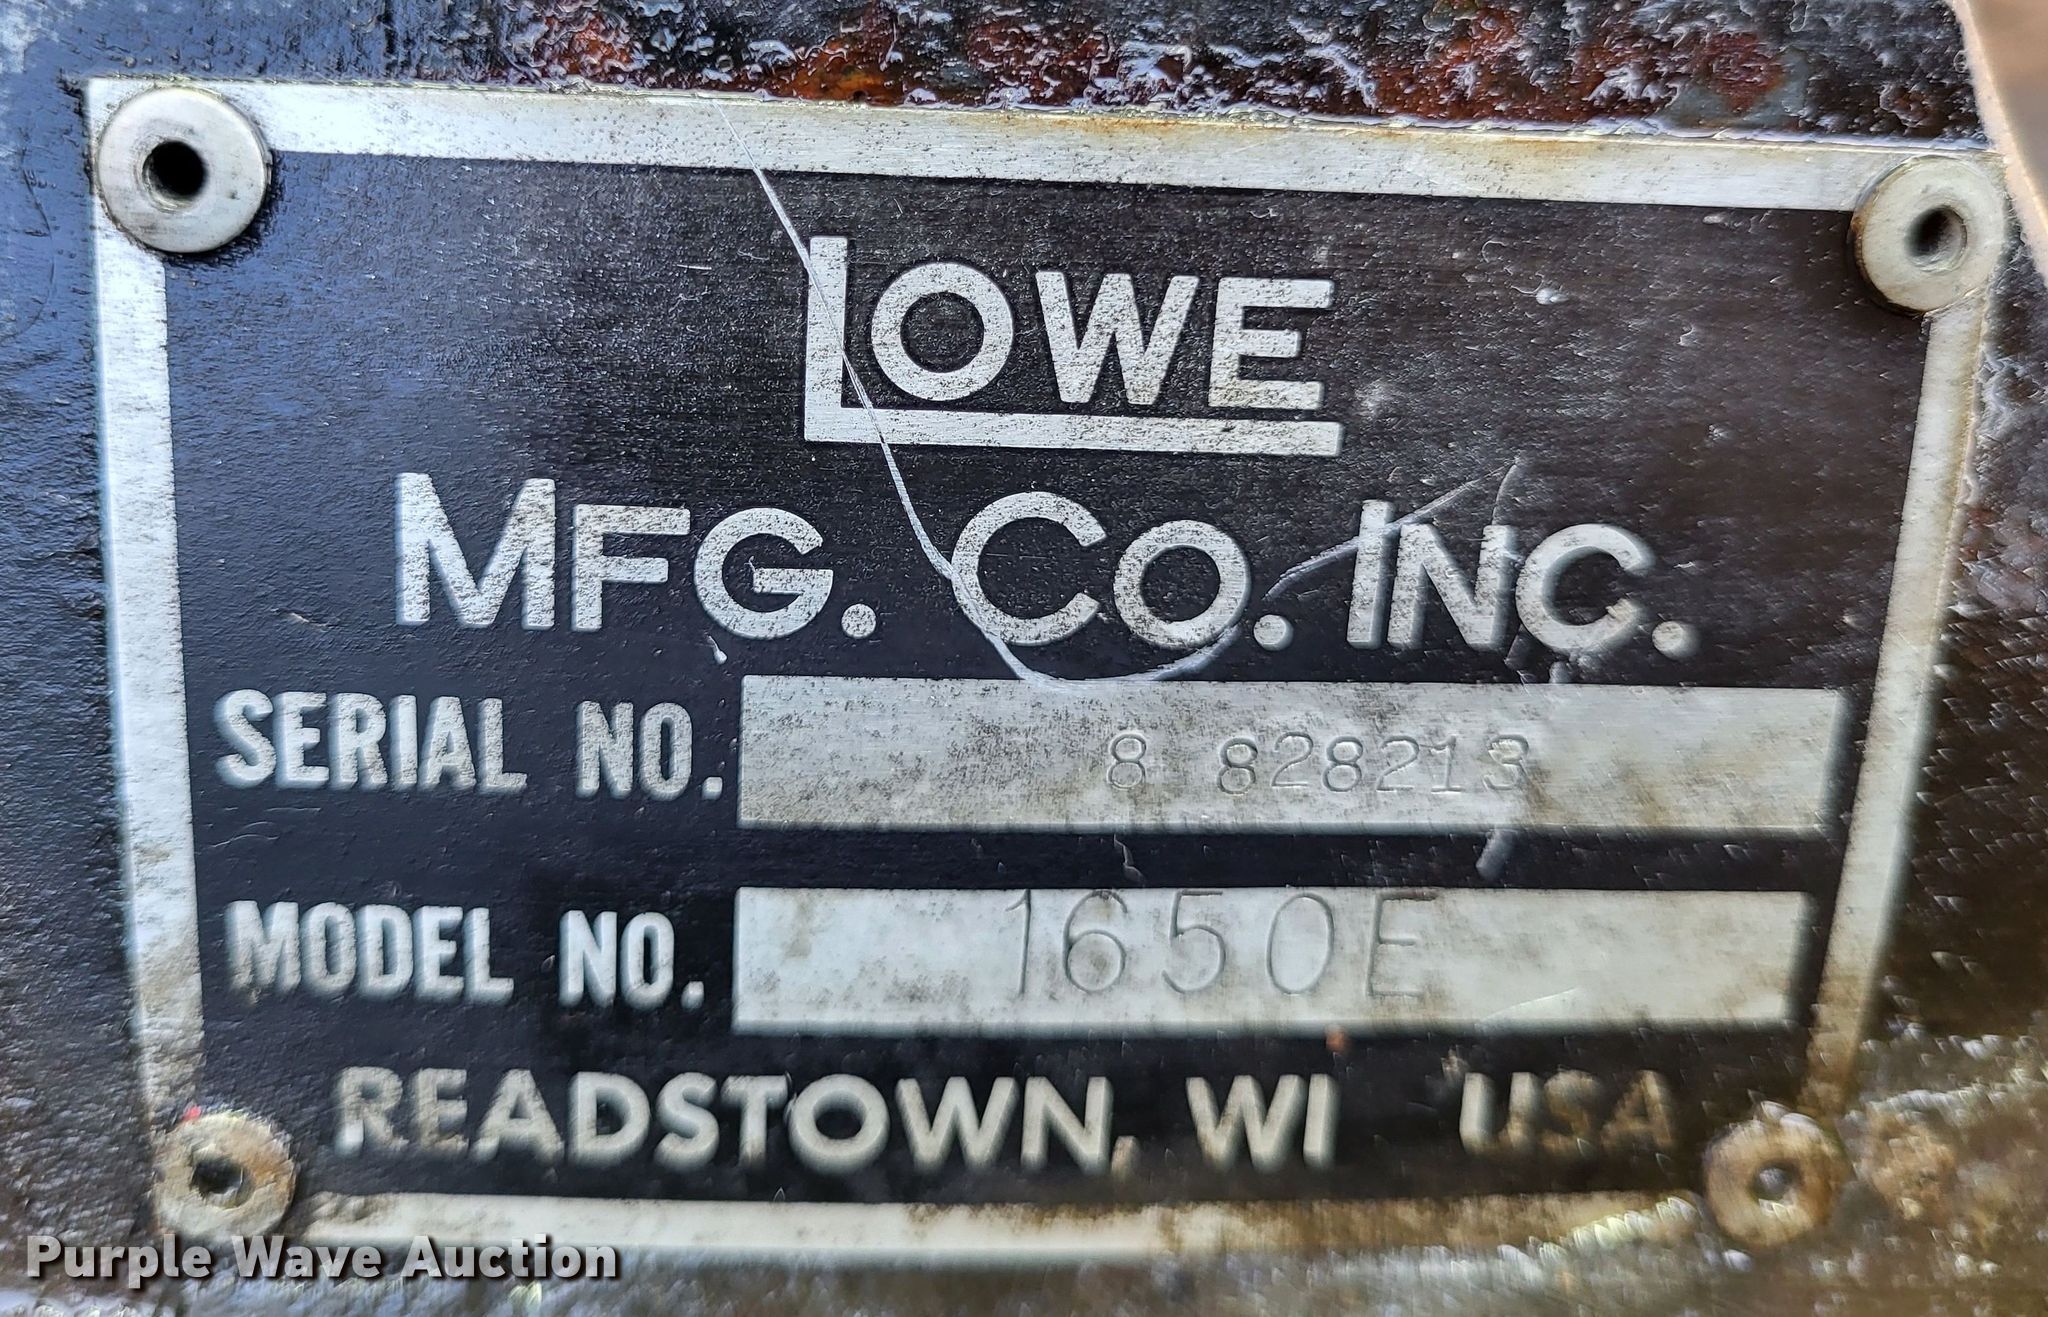 LOWE
MFG. CO. INC.
SERIAL NO. 8 828213
MODEL NO. 1650E
READSTOWN, WI USA
Purple Wave Auction